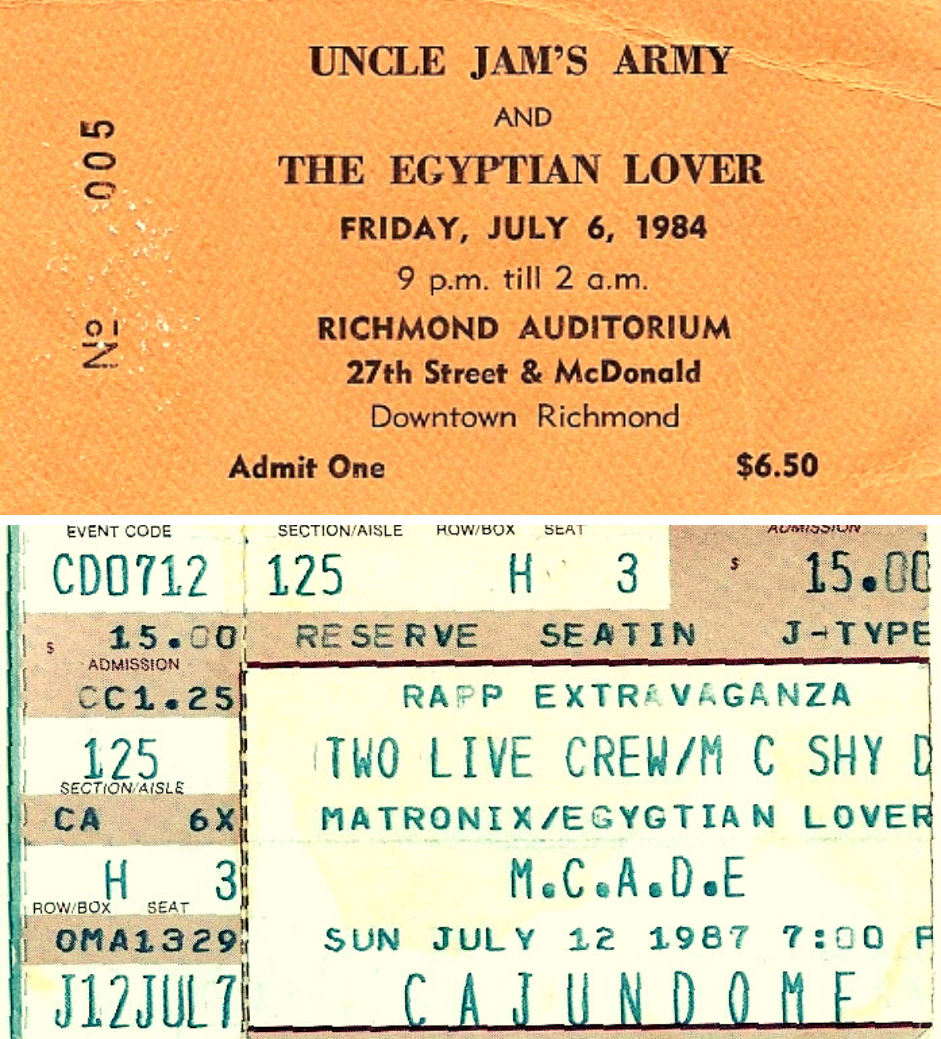 UNCLE JAM'S ARMY
AND
THE EGYPTIAN LOVER
FRIDAY, JULY 6, 1984
9 p.m. till 2 a.m.
RICHMOND AUDITORIUM
27th Street & McDonald
Downtown Richmond
Admit One $6.50
No 005
EVENT CODE
CD0712
$ 15.00
ADMISSION
CC1.25
125
SECTION/AISLE
CA 6X
H 3
ROW/BOX SEAT
OMA1329
J12JUL7
SECTION/AISLE ROW/BOX SEAT ADMISSION
125 H 3 $ 15.00
RESERVE SEATIN J-TYPE
RAPP EXTRAVAGANZA
TWO LIVE CREW/M C SHY D
MATRONIX/EGYGTIAN LOVER
M.C.A.D.E
SUN JULY 12 1987 7:00 P
CAJUNDOME